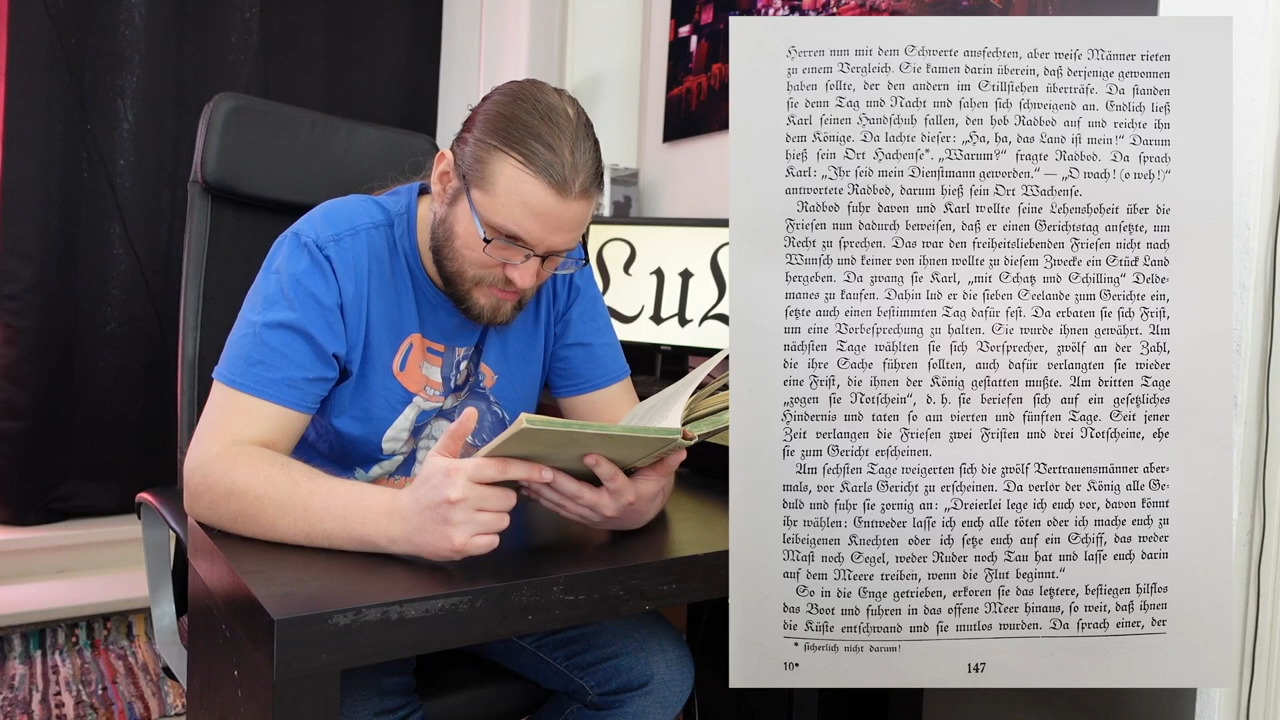 LuL
Herren nun mit dem Schwerte ausfechten, aber weise Männer rieten
zu einem Vergleich. Sie kamen darin überein, daß derjenige gewonnen
haben sollte, der den andern im Stillstehen überträfe. Da standen
sie denn Tag und Nacht und sahen sich schweigend an. Endlich ließ
Karl seinen Handschuh fallen, den hob Radbod auf und reichte ihn
dem Könige. Da lachte dieser: „Ha, ha, das Land ist mein!“ Darum
hieß sein Ort Hachense*. „Warum?“ fragte Radbod. Da sprach
Karl: „Ihr seid mein Dienstmann geworden.“ — „O wach! (o weh!)“
antwortete Radbod, darum hieß sein Ort Wachense.
Radbod fuhr davon und Karl wollte seine Lehenshoheit über die
Friesen nun dadurch beweisen, daß er einen Gerichtstag ansetzte, um
Recht zu sprechen. Das war den freiheitsliebenden Friesen nicht nach
Wunsch und keiner von ihnen wollte zu diesem Zwecke ein Stück Land
hergeben. Da zwang sie Karl, „mit Schatz und Schilling“ Delde-
manes zu kaufen. Dahin lud er die sieben Seelande zum Gerichte ein,
setzte auch einen bestimmten Tag dafür fest. Da erbaten sie sich Frist,
um eine Vorbesprechung zu halten. Sie wurde ihnen gewährt. Am
nächsten Tage wählten sie sich Vorsprecher, zwölf an der Zahl,
die ihre Sache führen sollten, auch dafür verlangten sie wieder
eine Frist, die ihnen der König gestatten mußte. Am dritten Tage
„zogen sie Notschein“, d. h. sie beriefen sich auf ein gesetzliches
Hindernis und taten so am vierten und fünften Tage. Seit jener
Zeit verlangen die Friesen zwei Fristen und drei Notscheine, ehe
sie zum Gericht erscheinen.
Am sechsten Tage weigerten sich die zwölf Vertrauensmänner aber-
mals, vor Karls Gericht zu erscheinen. Da verlor der König alle Ge-
duld und fuhr sie zornig an: „Dreierlei lege ich euch vor, davon könnt
ihr wählen: Entweder lasse ich euch alle töten oder ich mache euch zu
leibeigenen Knechten oder ich setze euch auf ein Schiff, das weder
Mast noch Segel, weder Ruder noch Tau hat und lasse euch darin
auf dem Meere treiben, wenn die Flut beginnt.“
So in die Enge getrieben, erkoren sie das letztere, bestiegen hilflos
das Boot und fuhren in das offene Meer hinaus, so weit, daß ihnen
die Küste entschwand und sie mutlos wurden. Da sprach einer, der
* sicherlich nicht darum!
10* 147